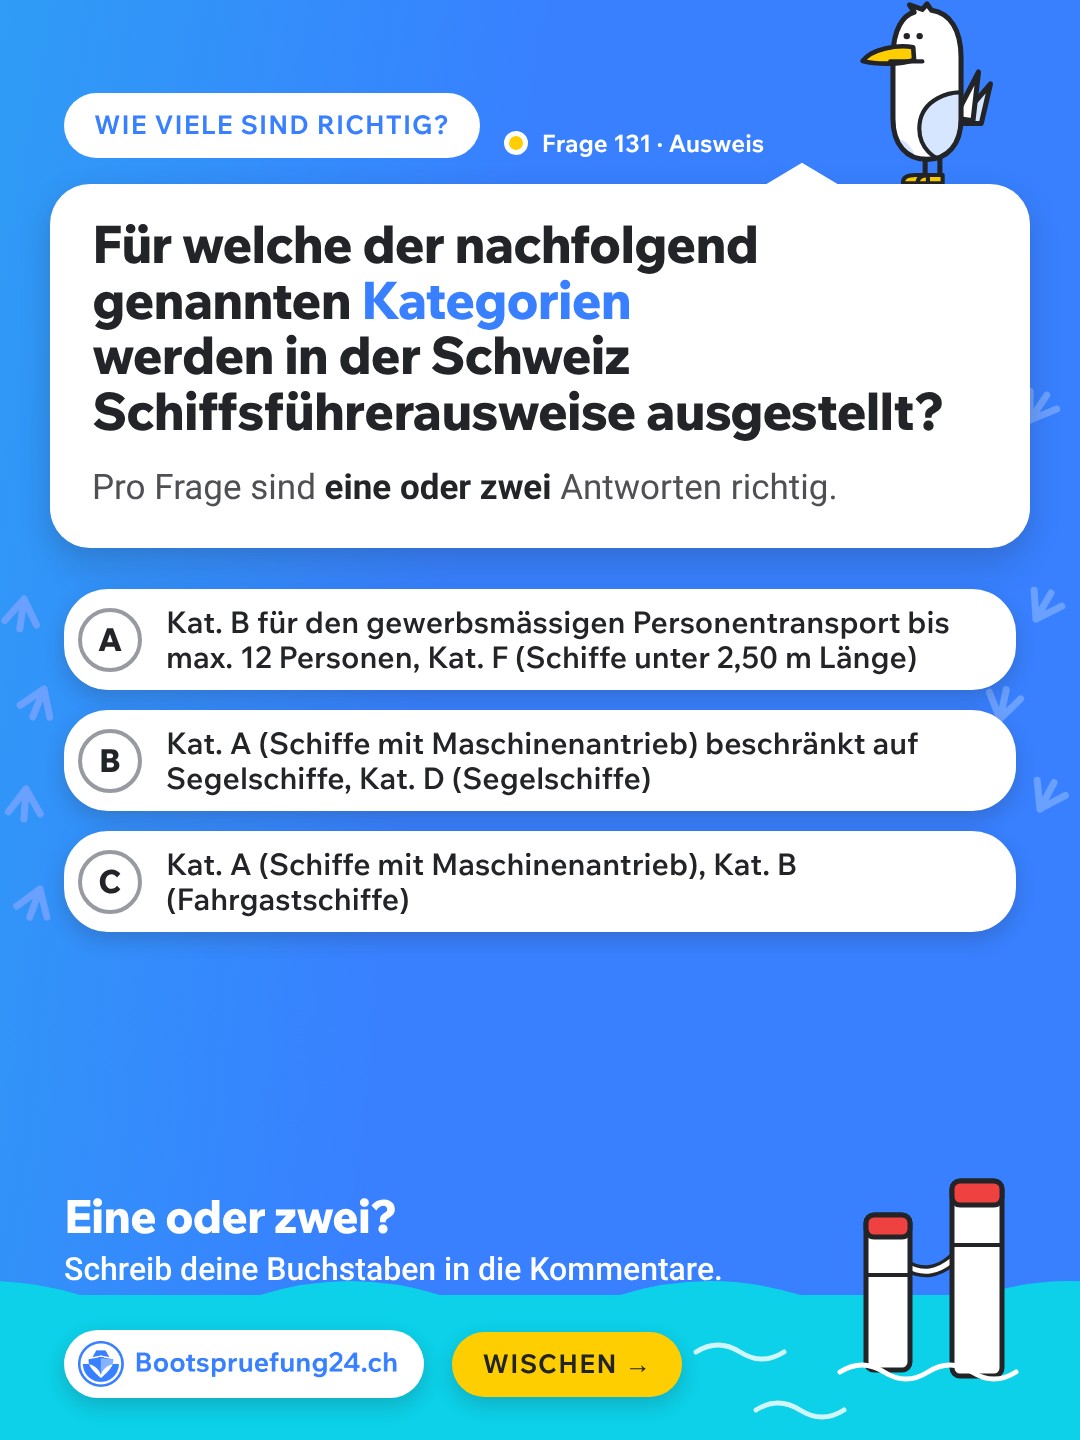 WIE VIELE SIND RICHTIG?
Frage 131 · Ausweis
Für welche der nachfolgend
genannten Kategorien
werden in der Schweiz
Schiffsführerausweise ausgestellt?
Pro Frage sind eine oder zwei Antworten richtig.
A
Kat. B für den gewerbsmässigen Personentransport bis
max. 12 Personen, Kat. F (Schiffe unter 2,50 m Länge)
B
Kat. A (Schiffe mit Maschinenantrieb) beschränkt auf
Segelschiffe, Kat. D (Segelschiffe)
C
Kat. A (Schiffe mit Maschinenantrieb), Kat. B
(Fahrgastschiffe)
Eine oder zwei?
Schreib deine Buchstaben in die Kommentare.
Bootspruefung24.ch
WISCHEN →